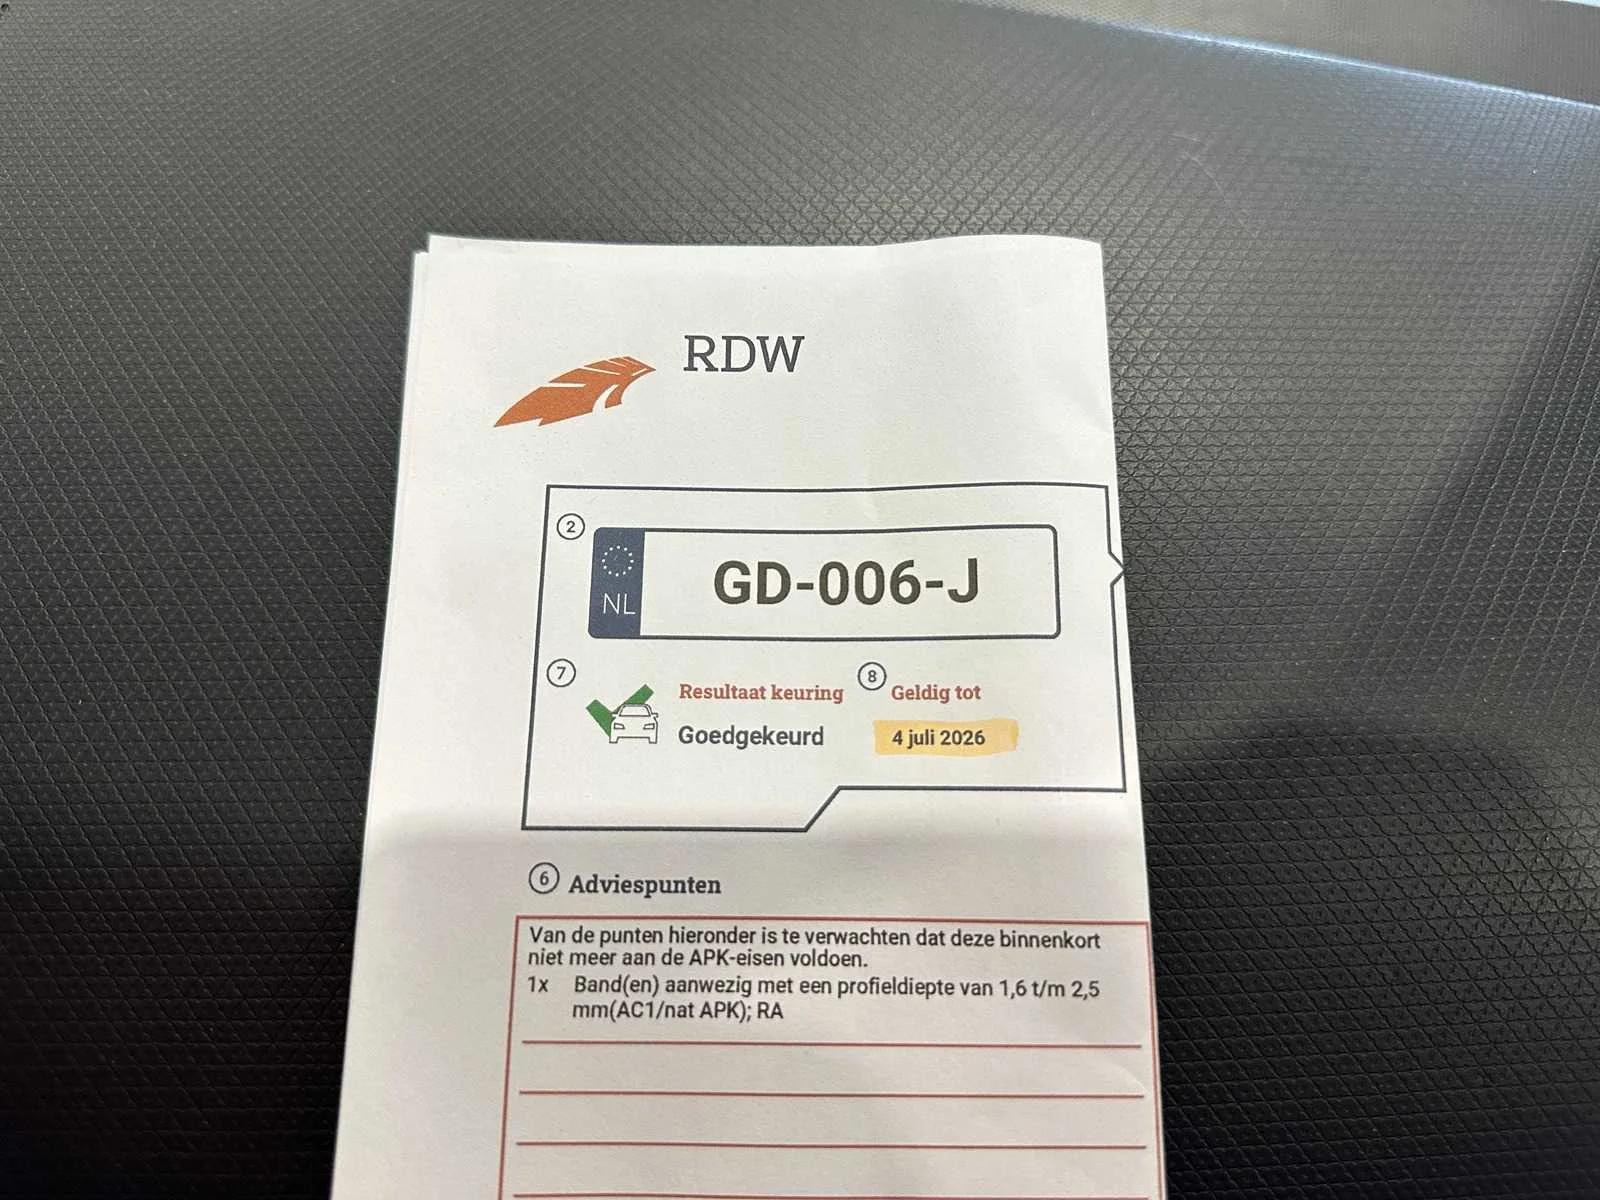 RDW
2
NL
GD-006-J
7
Resultaat keuring
8
Geldig tot
Goedgekeurd
4 juli 2026
6 Adviespunten
Van de punten hieronder is te verwachten dat deze binnenkort
niet meer aan de APK-eisen voldoen.
1x Band(en) aanwezig met een profieldiepte van 1,6 t/m 2,5
mm(AC1/nat APK); RA